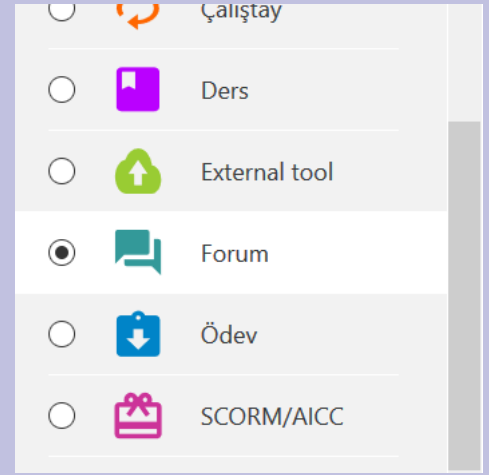 Çalıştay
Ders
External tool
Forum
Ödev
SCORM/AICC